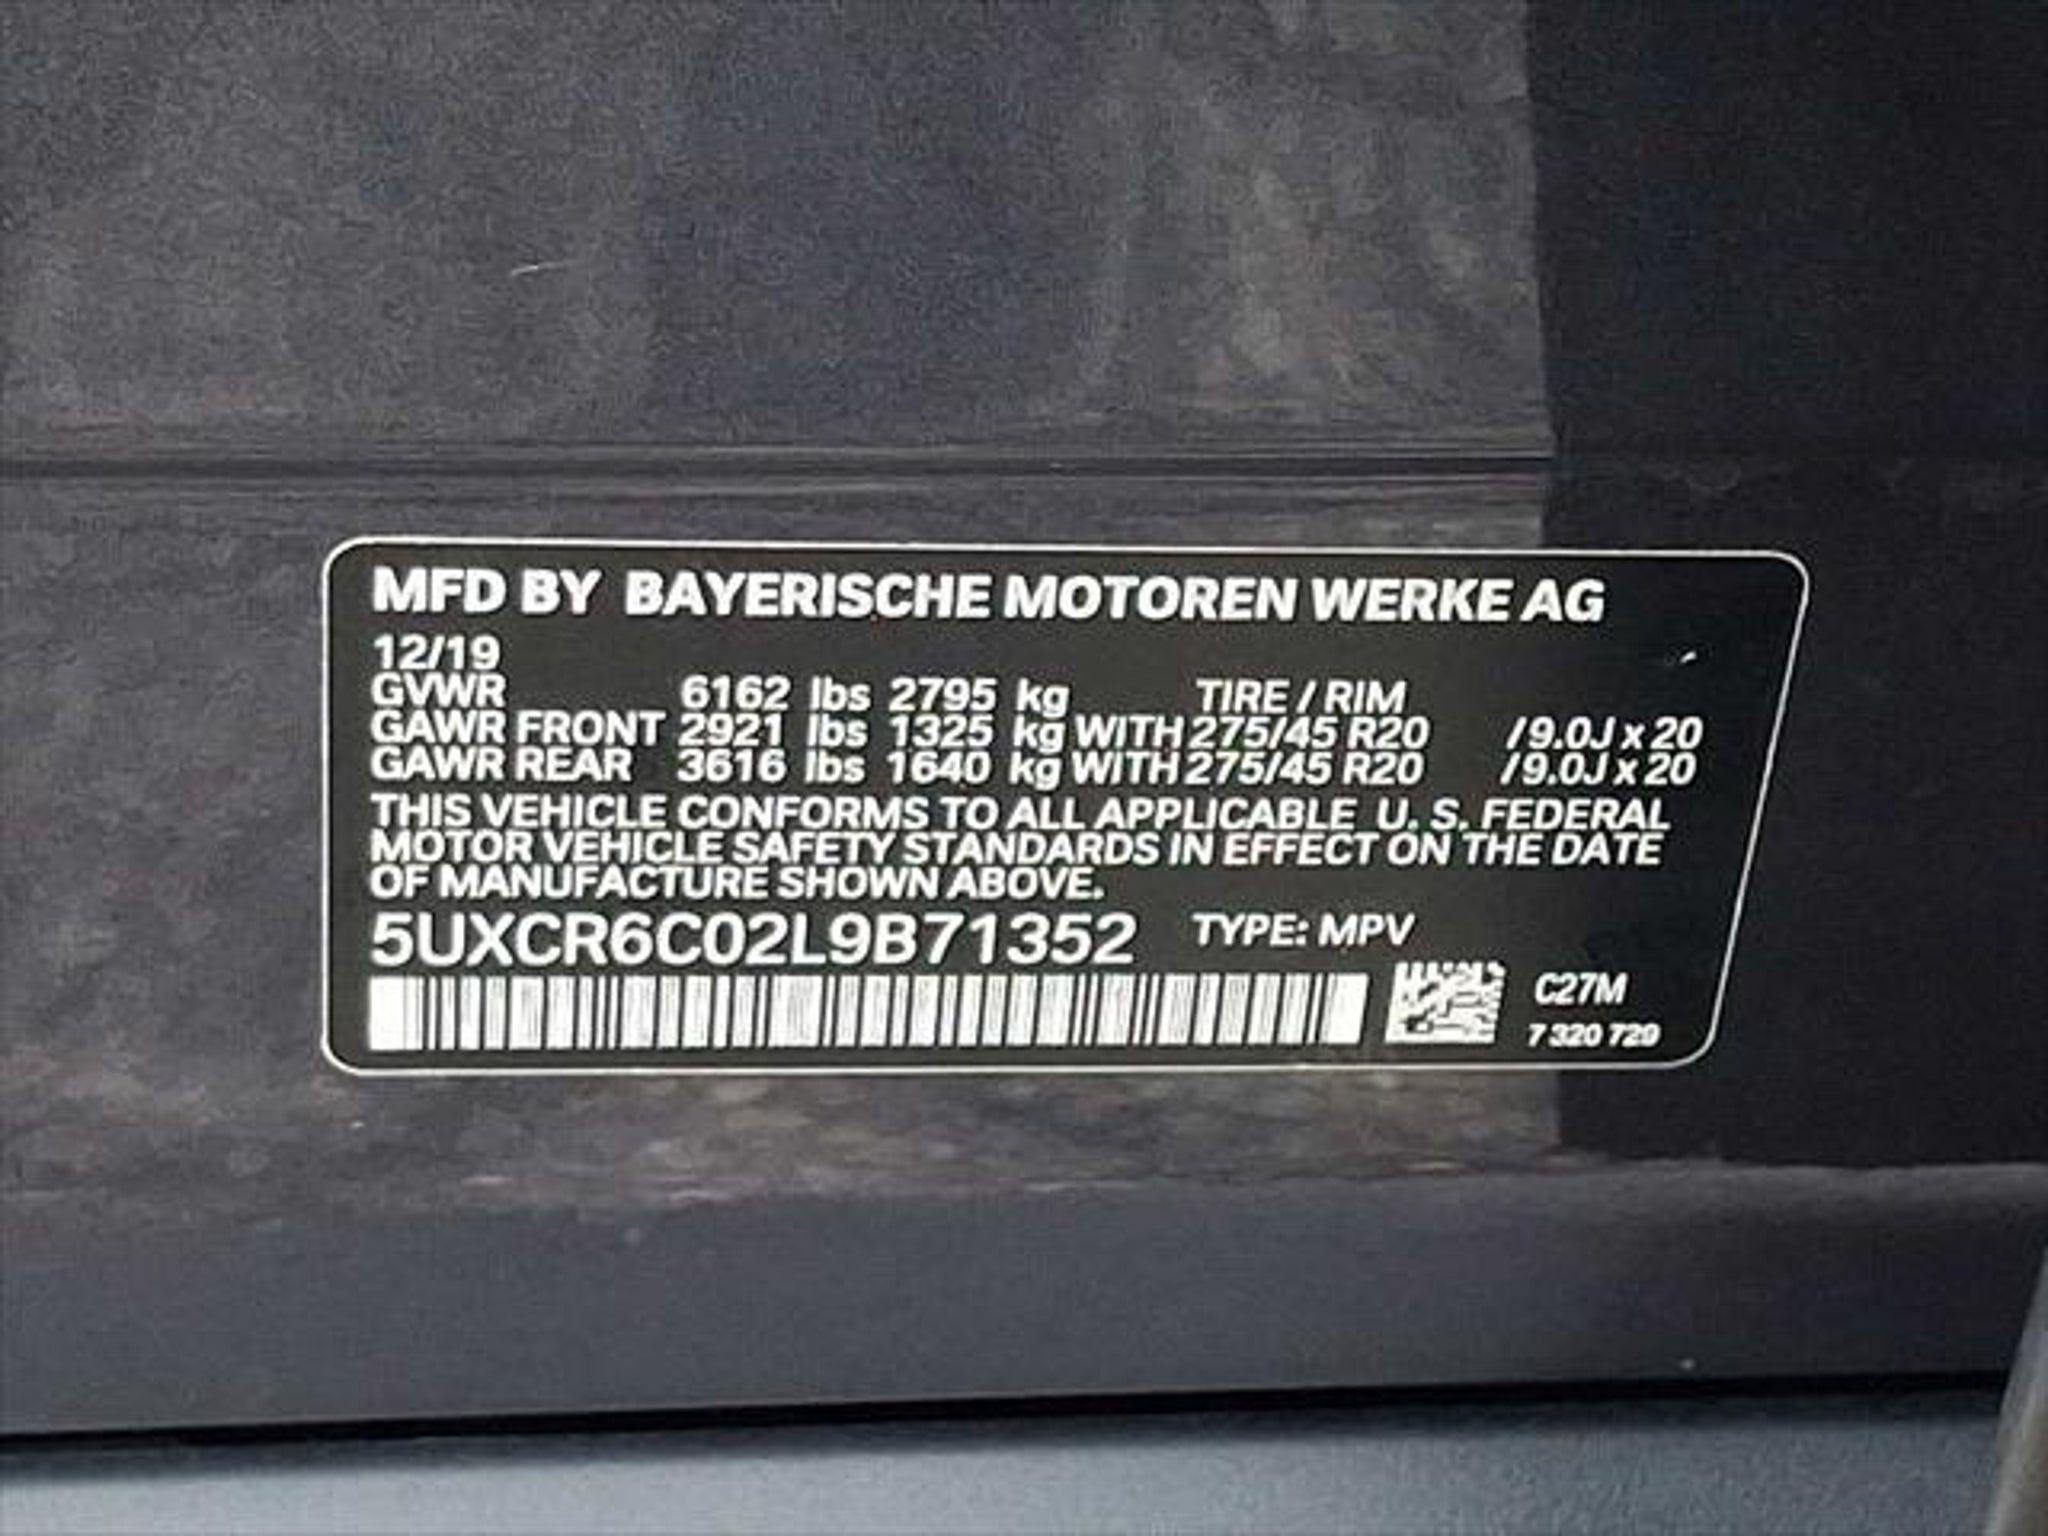 MFD BY BAYERISCHE MOTOREN WERKE AG
12/19
GVWR 6162 lbs 2795 kg TIRE / RIM
GAWR FRONT 2921 lbs 1325 kg WITH 275/45 R20 /9.0J x 20
GAWR REAR 3616 lbs 1640 kg WITH 275/45 R20 /9.0J x 20
THIS VEHICLE CONFORMS TO ALL APPLICABLE U. S. FEDERAL
MOTOR VEHICLE SAFETY STANDARDS IN EFFECT ON THE DATE
OF MANUFACTURE SHOWN ABOVE.
5UXCR6C02L9B71352 TYPE: MPV
C27M
7 320 729